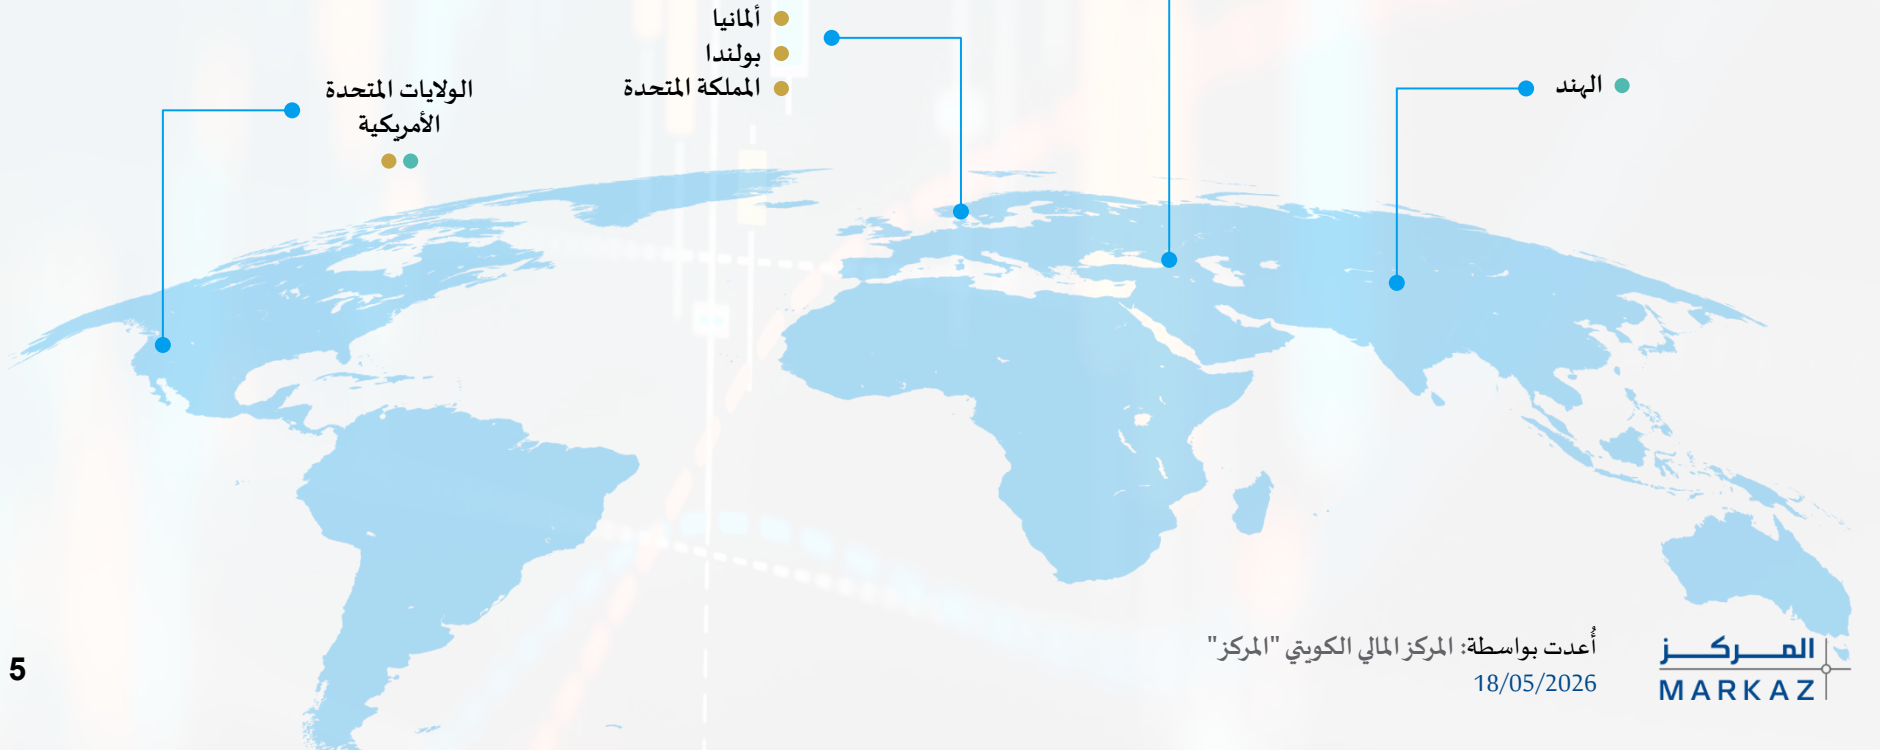 ألمانيا
بولندا
المملكة المتحدة
الهند
الولايات المتحدة
الأمريكية
أُعدت بواسطة: المركز المالي الكويتي "المركز"
18/05/2026
المركز
MARKAZ
5